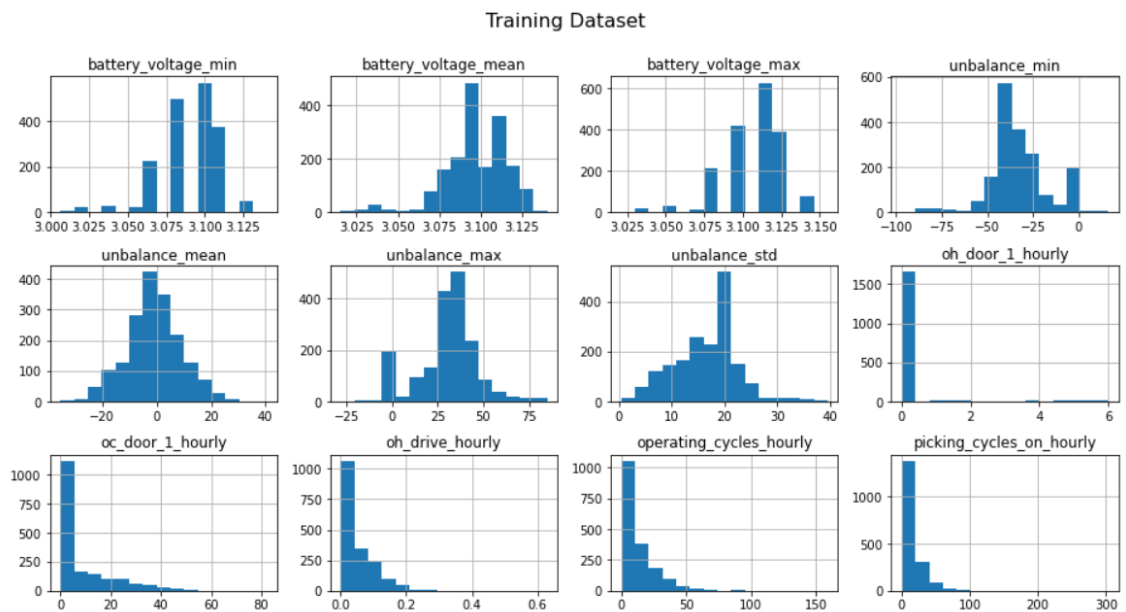 Training Dataset
battery_voltage_min battery_voltage_mean battery_voltage_max unbalance_min
400 200 0
400 300 200 100 0
600 400 200 0
600 400 200 0
3.000 3.025 3.050 3.075 3.100 3.125
3.025 3.050 3.075 3.100 3.125
3.025 3.050 3.075 3.100 3.125 3.150
−100 −75 −50 −25 0
unbalance_mean unbalance_max unbalance_std oh_door_1_hourly
400 300 200 100 0
400 200 0
400 200 0
1500 1000 500 0
−20 0 20 40
−25 0 25 50 75
0 10 20 30 40
0 2 4 6
oc_door_1_hourly oh_drive_hourly operating_cycles_hourly picking_cycles_on_hourly
1000 750 500 250 0
1000 750 500 250 0
1000 750 500 250 0
1000 500 0
0 20 40 60 80
0.0 0.2 0.4 0.6
0 50 100 150
0 100 200 300